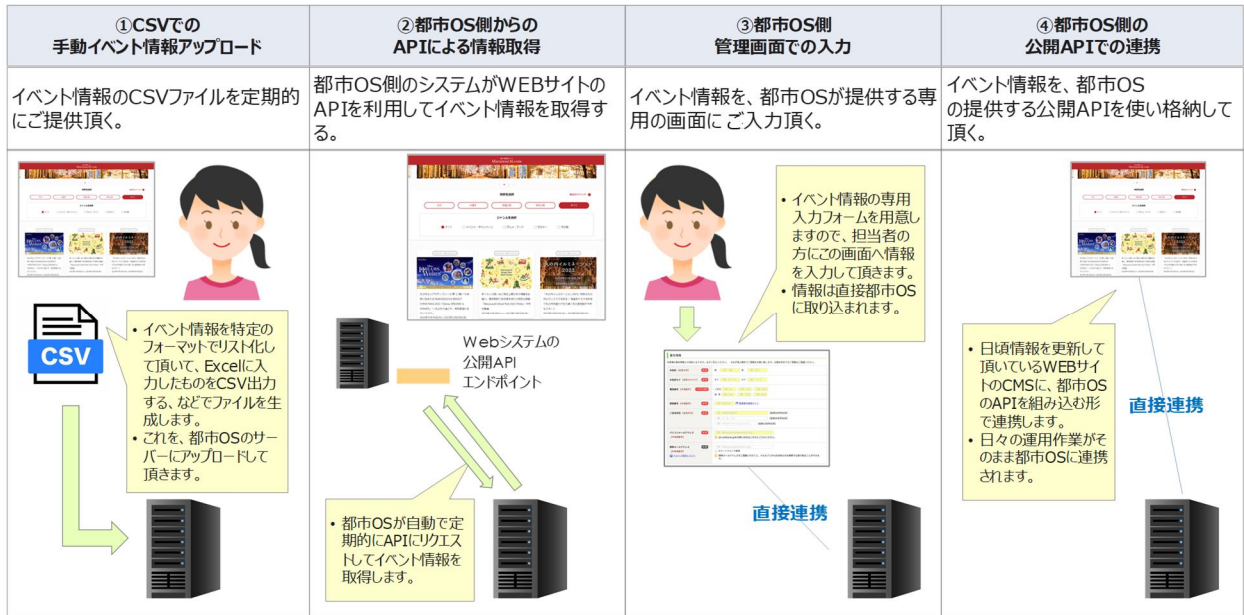 ①CSVでの
手動イベント情報アップロード
②都市OS側からの
APIによる情報取得
③都市OS側
管理画面での入力
④都市OS側の
公開APIでの連携
イベント情報のCSVファイルを定期的
にご提供頂く。
都市OS側のシステムがWEBサイトの
APIを利用してイベント情報を取得す
る。
イベント情報を、都市OSが提供する専
用の画面にご入力頂く。
イベント情報を、都市OS
の提供する公開APIを使い格納して
頂く。
CSV
• イベント情報を特定の
フォーマットでリスト化し
て頂いて、Excelに入
力したものをCSV出力
する、などでファイルを生
成します。
• これを、都市OSのサー
バーにアップロードして
頂きます。
Webシステムの
公開API
エンドポイント
• 都市OSが自動で定
期的にAPIにリクエス
トしてイベント情報を
取得します。
• イベント情報の専用
入力フォームを用意し
ますので、担当者の
方にこの画面へ情報
を入力して頂きます。
• 情報は直接都市OS
に取り込まれます。
直接連携
• 日頃情報を更新して
頂いているWEBサイ
トのCMSに、都市OS
のAPIを組み込む形
で連携します。
• 日々の運用作業がそ
のまま都市OSに連携
されます。
直接連携